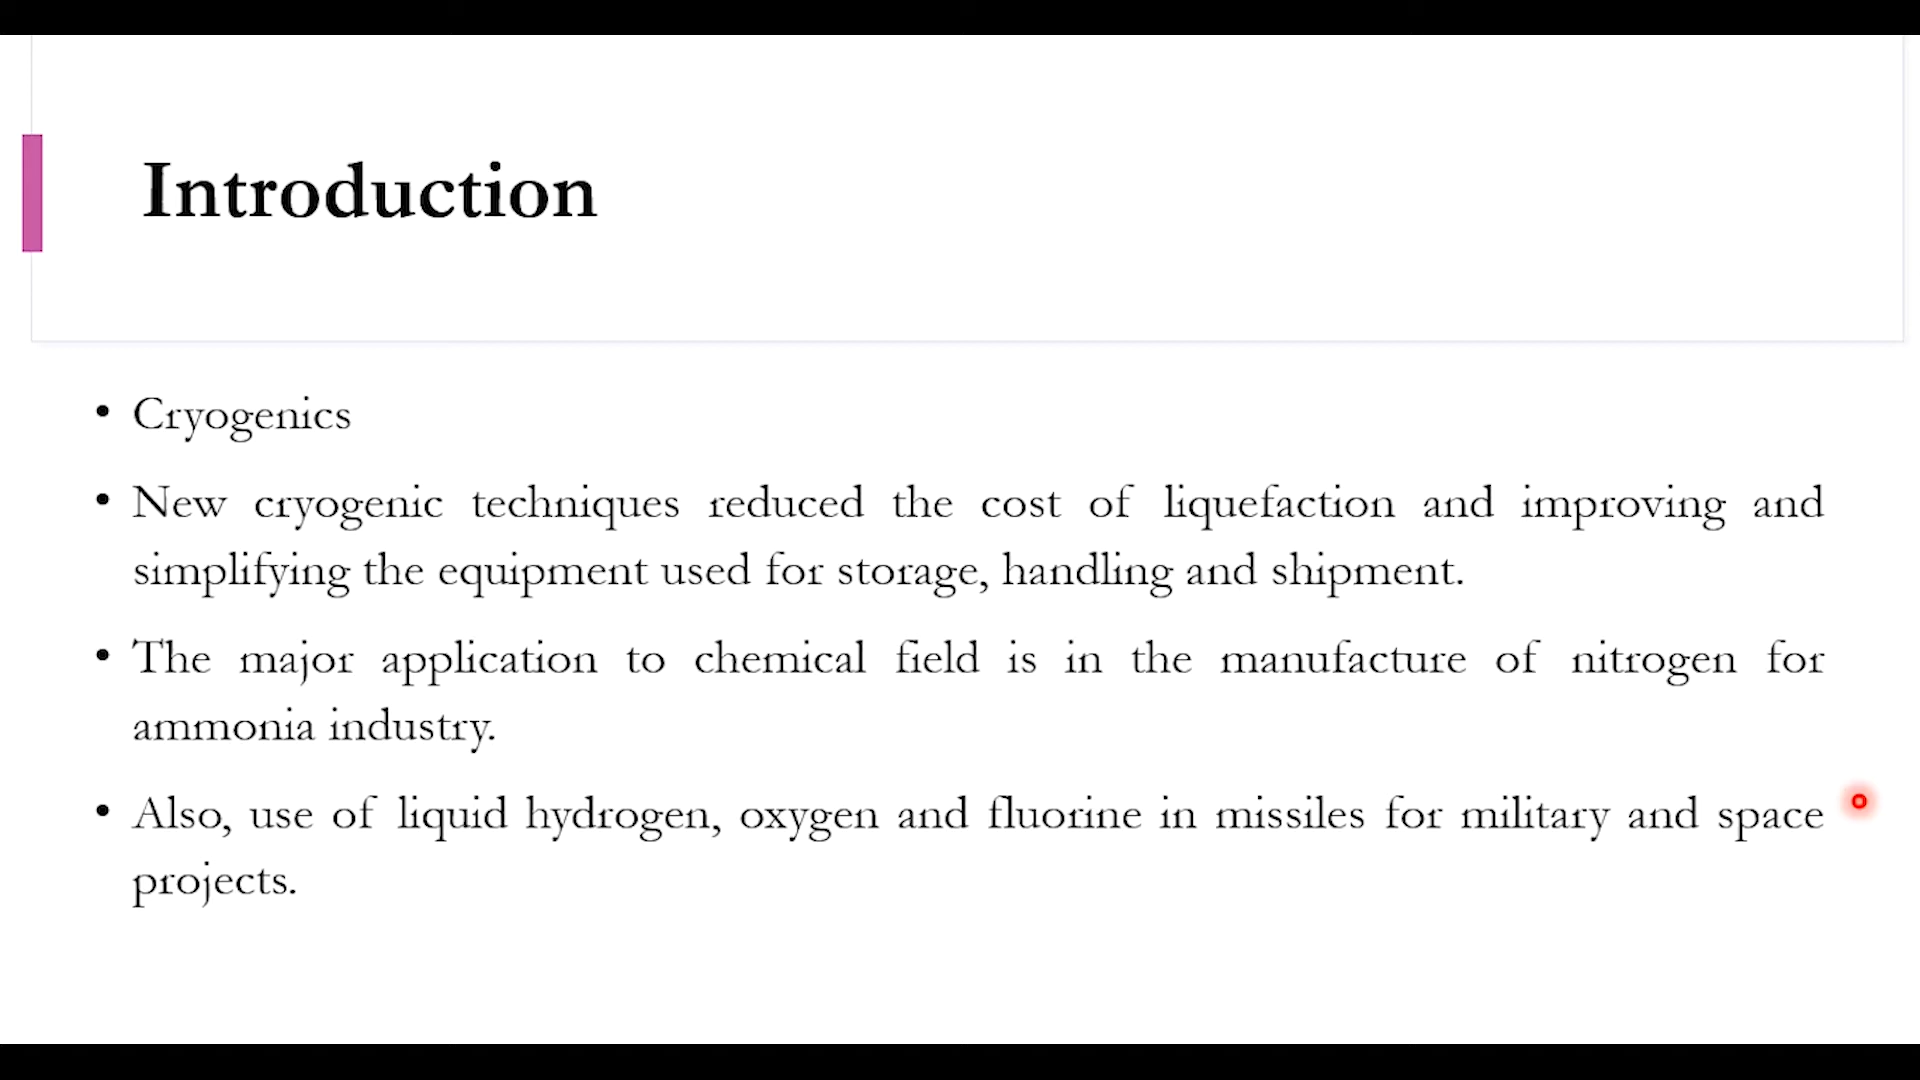 Introduction
• Cryogenics
• New cryogenic techniques reduced the cost of liquefaction and improving and
simplifying the equipment used for storage, handling and shipment.
• The major application to chemical field is in the manufacture of nitrogen for
ammonia industry.
• Also, use of liquid hydrogen, oxygen and fluorine in missiles for military and space
projects.